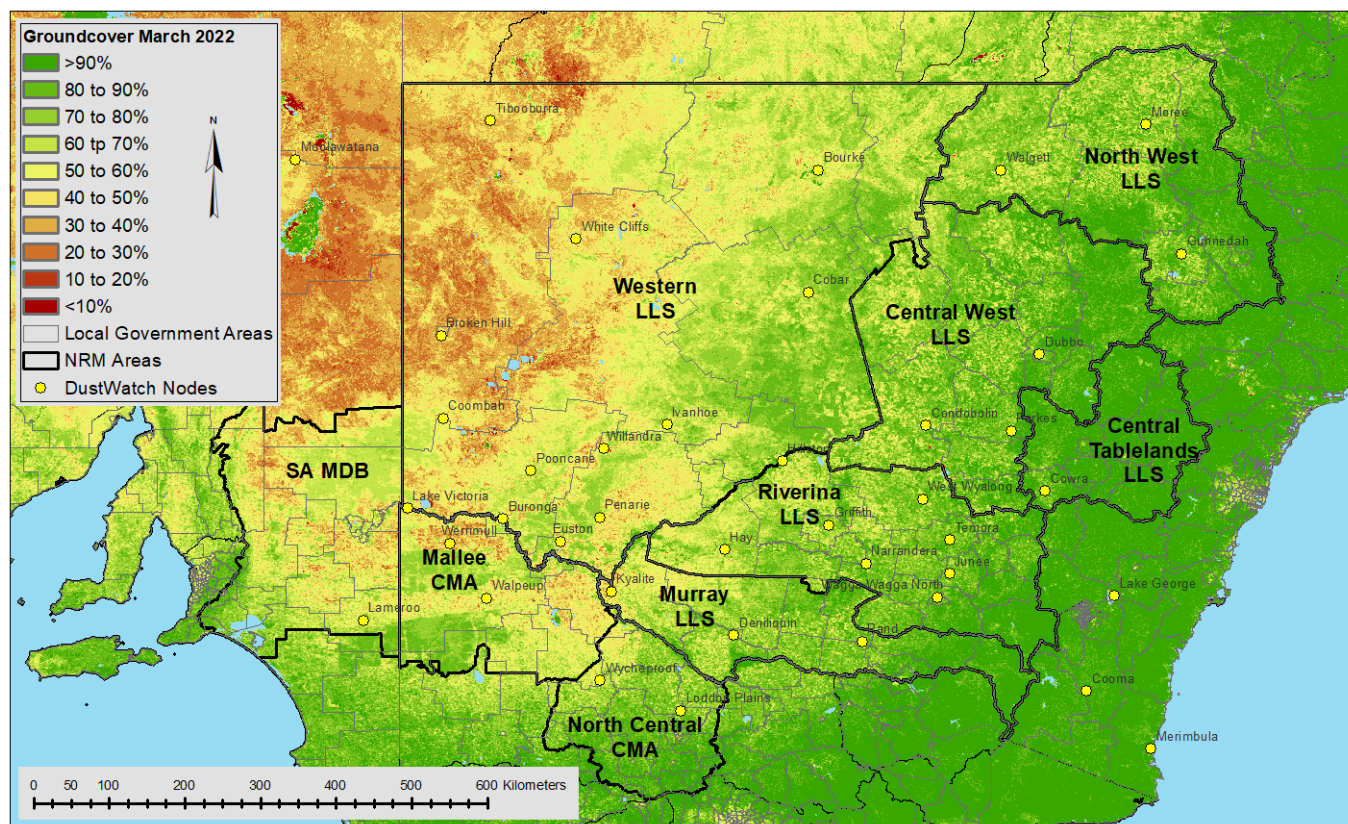 Groundcover March 2022
>90%
80 to 90%
70 to 80%
60 tp 70%
50 to 60%
40 to 50%
30 to 40%
20 to 30%
10 to 20%
<10%
Local Government Areas
NRM Areas
DustWatch Nodes
N
Tibooburra
Moolawatana
Moree
Bourke
Walgett
North West
LLS
White Cliffs
Gunnedah
Western
LLS
Cobar
Central West
LLS
Broken Hill
Dubbo
Coombah
Ivanhoe
Condobolin
Parkes
Central
Tablelands
LLS
Willandra
SA MDB
Pooncarie
Riverina
LLS
West Wyalong
Cowra
Lake Victoria
Buronga
Penarie
Griffith
Werrimull
Euston
Temora
Mallee
CMA
Hay
Narrandera
Junee
Walpeup
Kyalite
Murray
LLS
Wagga Wagga North
Lake George
Lameroo
Deniliquin
Rand
Wycheproof
Cooma
Loddon Plains
North Central
CMA
Merimbula
0 50 100 200 300 400 500 600 Kilometers